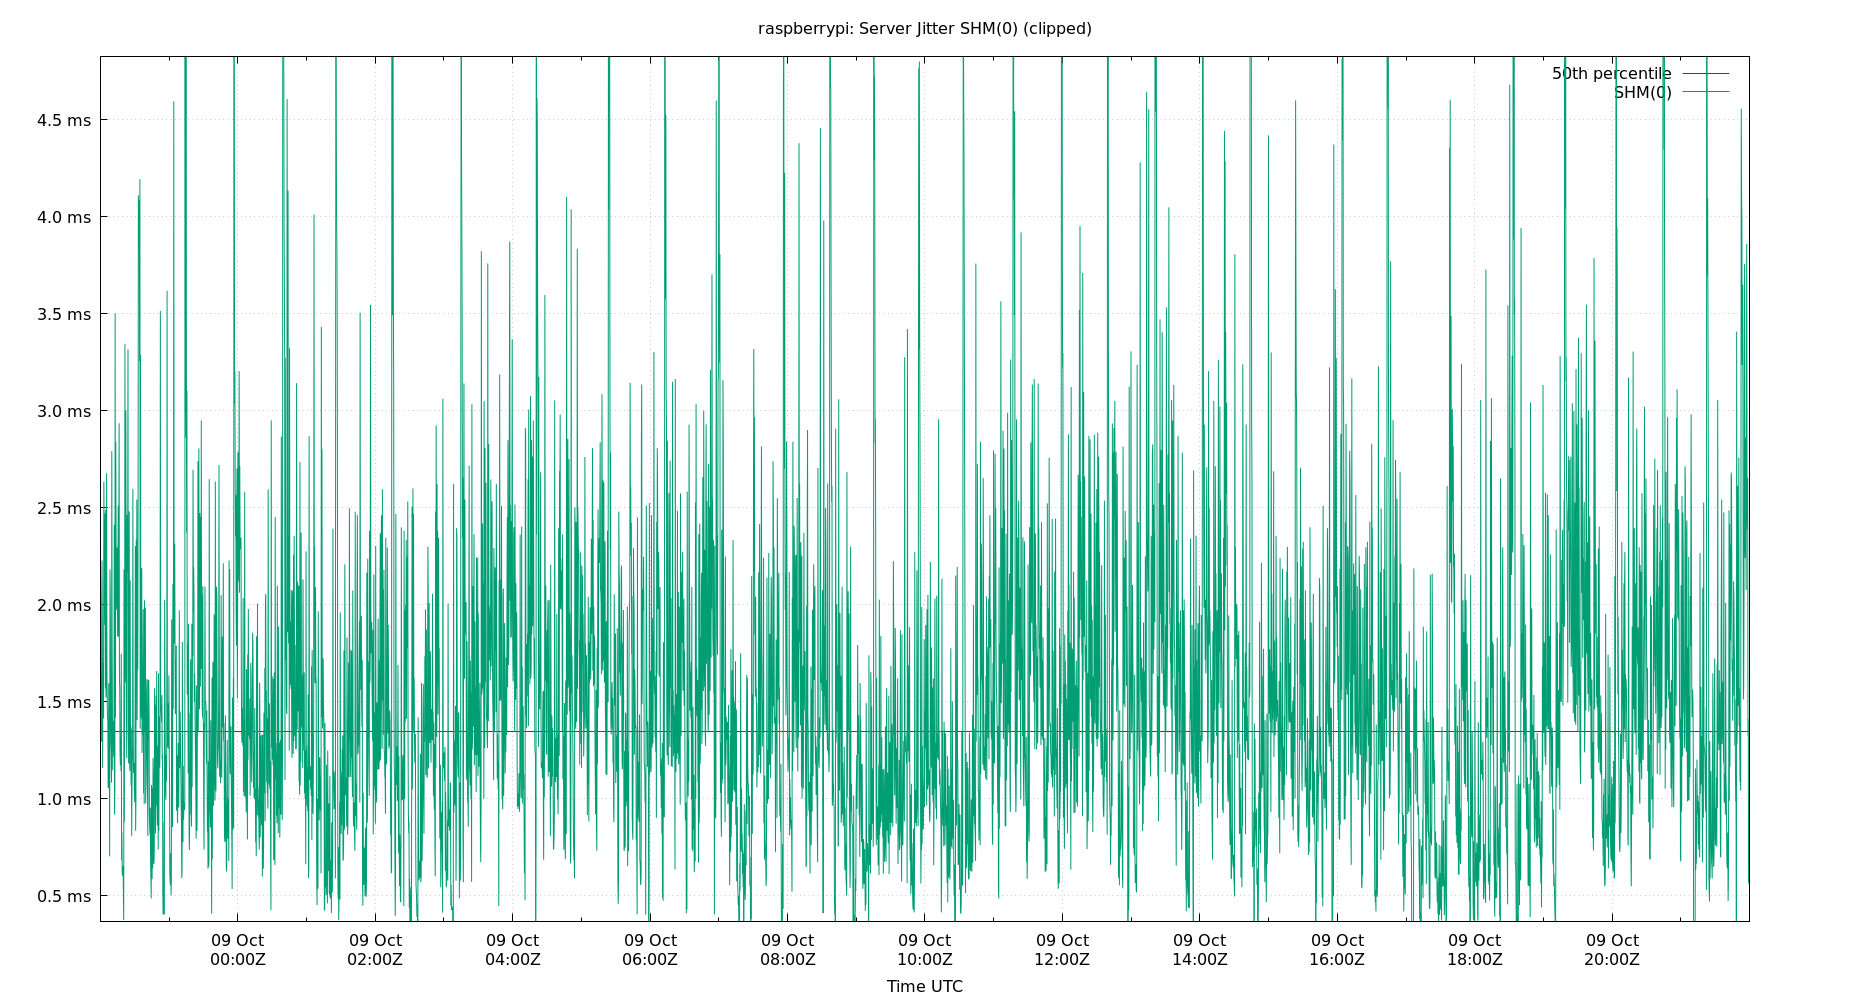 raspberrypi: Server Jitter SHM(0) (clipped)
50th percentile
SHM(0)
4.5 ms
4.0 ms
3.5 ms
3.0 ms
2.5 ms
2.0 ms
1.5 ms
1.0 ms
0.5 ms
09 Oct 09 Oct 09 Oct 09 Oct 09 Oct 09 Oct 09 Oct 09 Oct 09 Oct 09 Oct 09 Oct
00:00Z 02:00Z 04:00Z 06:00Z 08:00Z 10:00Z 12:00Z 14:00Z 16:00Z 18:00Z 20:00Z
Time UTC